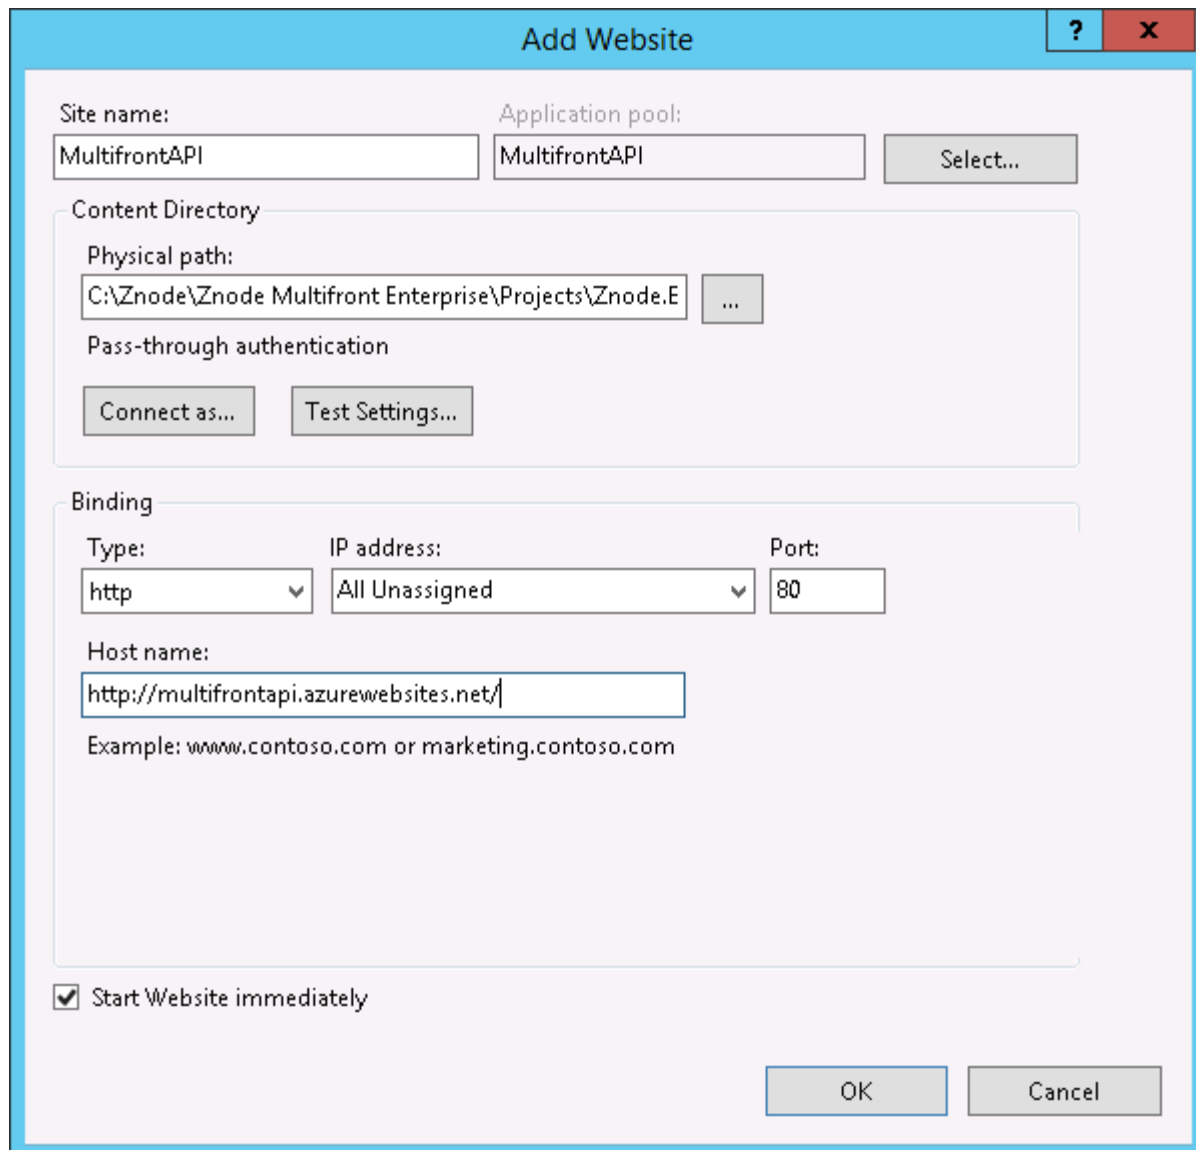 Add Website
?
x
Site name:
Application pool:
MultifrontAPI
MultifrontAPI
Select...
Content Directory
Physical path:
C:\Znode\Znode Multifront Enterprise\Projects\Znode.E
...
Pass-through authentication
Connect as...
Test Settings...
Binding
Type:
IP address:
Port:
http
All Unassigned
80
Host name:
http://multifrontapi.azurewebsites.net/
Example: www.contoso.com or marketing.contoso.com
Start Website immediately
OK
Cancel